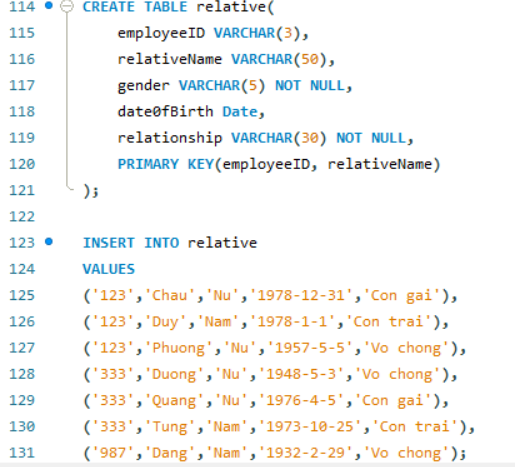 114 CREATE TABLE relative(
115 employeeID VARCHAR(3),
116 relativeName VARCHAR(50),
117 gender VARCHAR(5) NOT NULL,
118 date0fBirth Date,
119 relationship VARCHAR(30) NOT NULL,
120 PRIMARY KEY(employeeID, relativeName)
121 );
122
123 INSERT INTO relative
124 VALUES
125 ('123','Chau','Nu','1978-12-31','Con gai'),
126 ('123','Duy','Nam','1978-1-1','Con trai'),
127 ('123','Phuong','Nu','1957-5-5','Vo chong'),
128 ('333','Duong','Nu','1948-5-3','Vo chong'),
129 ('333','Quang','Nu','1976-4-5','Con gai'),
130 ('333','Tung','Nam','1973-10-25','Con trai'),
131 ('987','Dang','Nam','1932-2-29','Vo chong');